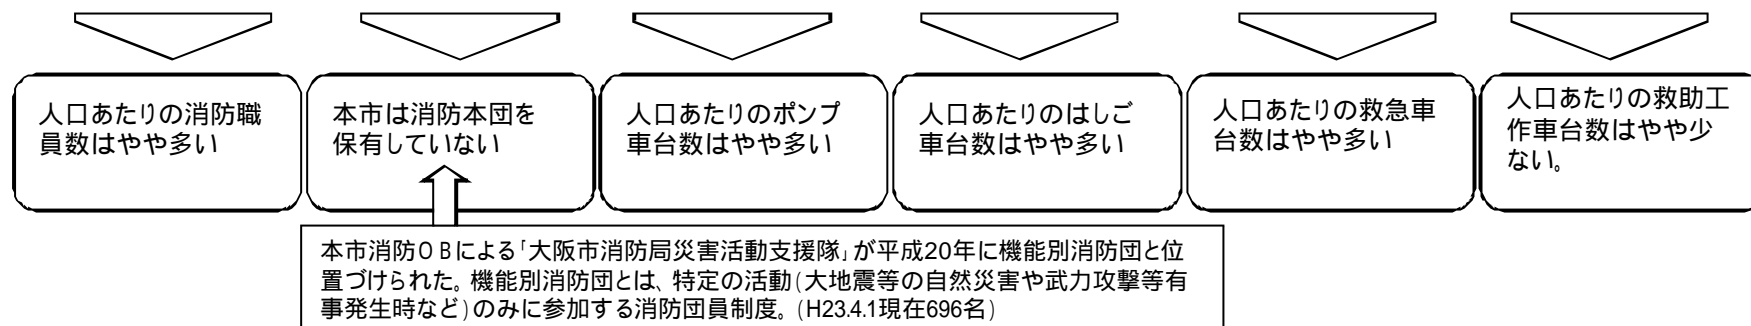 人口あたりの消防職
員数はやや多い
本市は消防本団を
保有していない
人口あたりのポンプ
車台数はやや多い
人口あたりのはしご
車台数はやや多い
人口あたりの救急車
台数はやや多い
人口あたりの救助工
作車台数はやや少
ない。
本市消防OBによる「大阪市消防局災害活動支援隊」が平成20年に機能別消防団と位
置づけられた。機能別消防団とは、特定の活動(大地震等の自然災害や武力攻撃等有
事発生時など)のみに参加する消防団員制度。(H23.4.1現在696名)